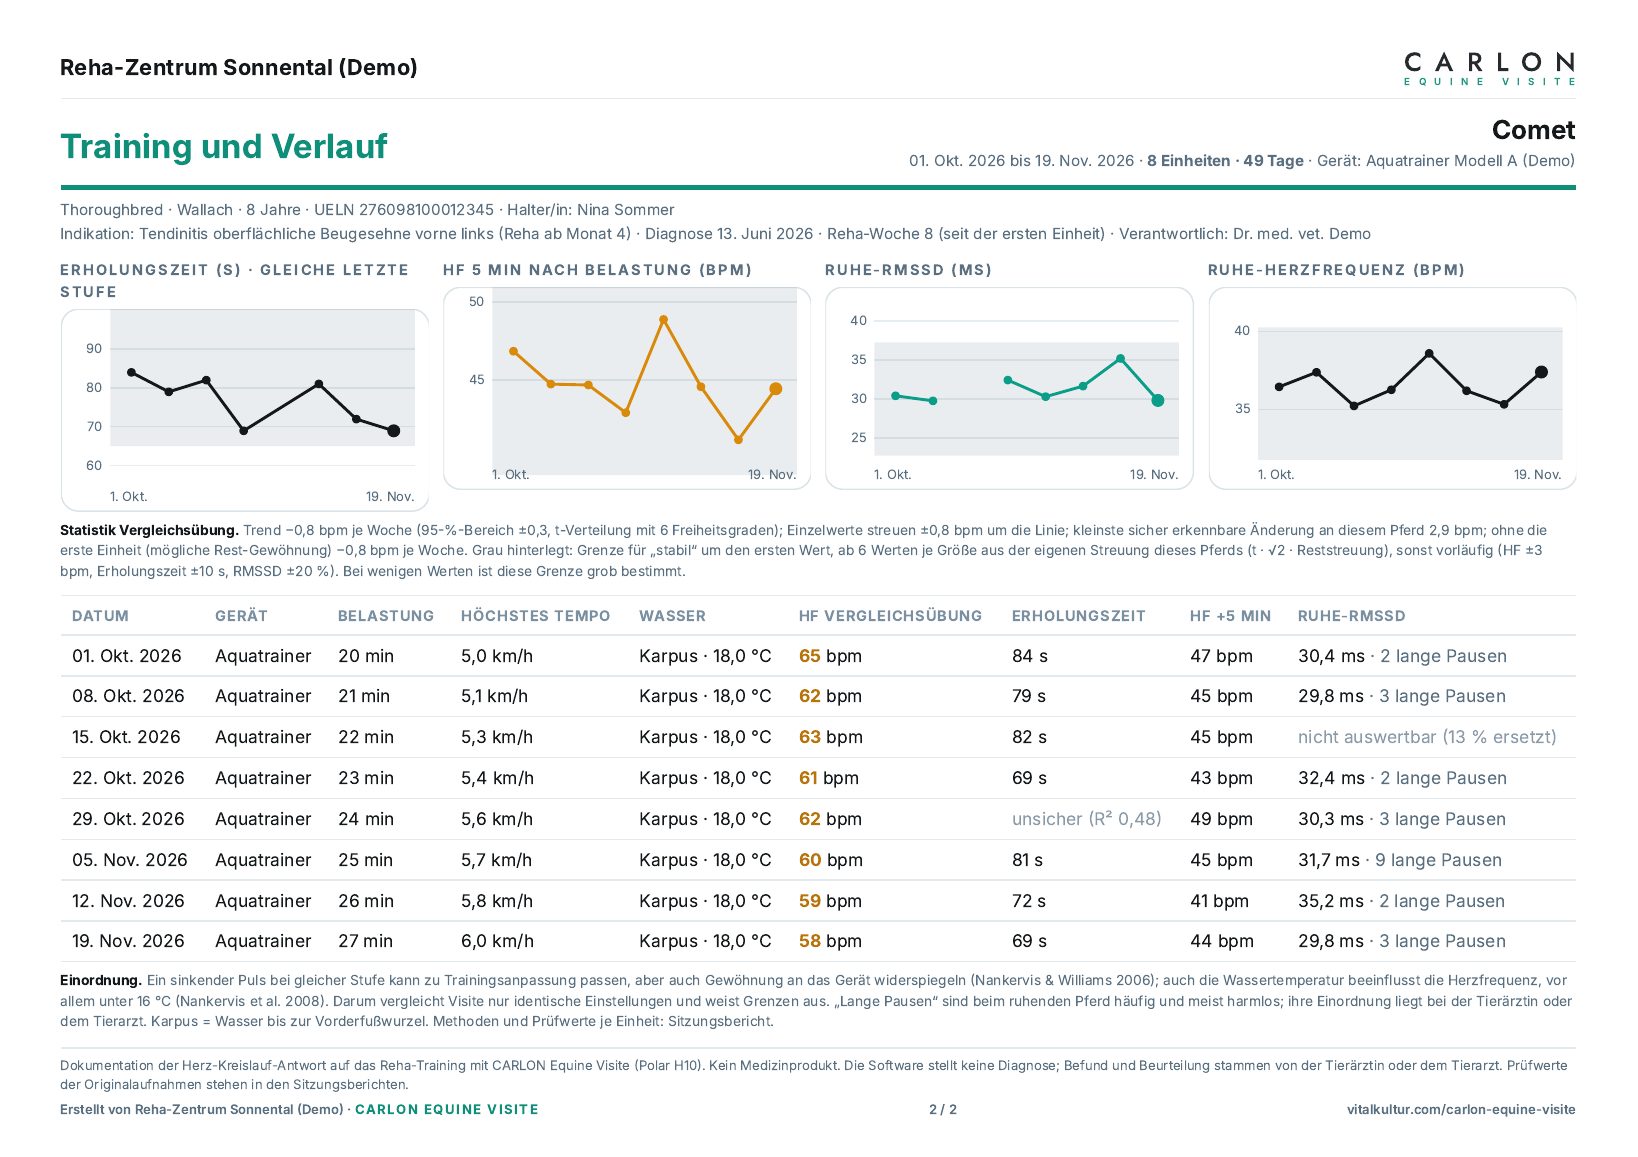 Reha-Zentrum Sonnental (Demo)
CARLON
EQUINE VISITE
Training und Verlauf
Comet
01. Okt. 2026 bis 19. Nov. 2026 · 8 Einheiten · 49 Tage · Gerät: Aquatrainer Modell A (Demo)
Thoroughbred · Wallach · 8 Jahre · UELN 276098100012345 · Halter/in: Nina Sommer
Indikation: Tendinitis oberflächliche Beugesehne vorne links (Reha ab Monat 4) · Diagnose 13. Juni 2026 · Reha-Woche 8 (seit der ersten Einheit) · Verantwortlich: Dr. med. vet. Demo
ERHOLUNGSZEIT (S) · GLEICHE LETZTE
STUFE
90
80
70
60
1. Okt. 19. Nov.
HF 5 MIN NACH BELASTUNG (BPM)
50
45
1. Okt. 19. Nov.
RUHE-RMSSD (MS)
40
35
30
25
1. Okt. 19. Nov.
RUHE-HERZFREQUENZ (BPM)
40
35
1. Okt. 19. Nov.
Statistik Vergleichsübung. Trend −0,8 bpm je Woche (95-%-Bereich ±0,3, t-Verteilung mit 6 Freiheitsgraden); Einzelwerte streuen ±0,8 bpm um die Linie; kleinste sicher erkennbare Änderung an diesem Pferd 2,9 bpm; ohne die
erste Einheit (mögliche Rest-Gewöhnung) −0,8 bpm je Woche. Grau hinterlegt: Grenze für „stabil“ um den ersten Wert, ab 6 Werten je Größe aus der eigenen Streuung dieses Pferds (t · √2 · Reststreuung), sonst vorläufig (HF ±3
bpm, Erholungszeit ±10 s, RMSSD ±20 %). Bei wenigen Werten ist diese Grenze grob bestimmt.
DATUM GERÄT BELASTUNG HÖCHSTES TEMPO WASSER HF VERGLEICHSÜBUNG ERHOLUNGSZEIT HF +5 MIN RUHE-RMSSD
01. Okt. 2026 Aquatrainer 20 min 5,0 km/h Karpus · 18,0 °C 65 bpm 84 s 47 bpm 30,4 ms · 2 lange Pausen
08. Okt. 2026 Aquatrainer 21 min 5,1 km/h Karpus · 18,0 °C 62 bpm 79 s 45 bpm 29,8 ms · 3 lange Pausen
15. Okt. 2026 Aquatrainer 22 min 5,3 km/h Karpus · 18,0 °C 63 bpm 82 s 45 bpm nicht auswertbar (13 % ersetzt)
22. Okt. 2026 Aquatrainer 23 min 5,4 km/h Karpus · 18,0 °C 61 bpm 69 s 43 bpm 32,4 ms · 2 lange Pausen
29. Okt. 2026 Aquatrainer 24 min 5,6 km/h Karpus · 18,0 °C 62 bpm unsicher (R² 0,48) 49 bpm 30,3 ms · 3 lange Pausen
05. Nov. 2026 Aquatrainer 25 min 5,7 km/h Karpus · 18,0 °C 60 bpm 81 s 45 bpm 31,7 ms · 9 lange Pausen
12. Nov. 2026 Aquatrainer 26 min 5,8 km/h Karpus · 18,0 °C 59 bpm 72 s 41 bpm 35,2 ms · 2 lange Pausen
19. Nov. 2026 Aquatrainer 27 min 6,0 km/h Karpus · 18,0 °C 58 bpm 69 s 44 bpm 29,8 ms · 3 lange Pausen
Einordnung. Ein sinkender Puls bei gleicher Stufe kann zu Trainingsanpassung passen, aber auch Gewöhnung an das Gerät widerspiegeln (Nankervis & Williams 2006); auch die Wassertemperatur beeinflusst die Herzfrequenz, vor
allem unter 16 °C (Nankervis et al. 2008). Darum vergleicht Visite nur identische Einstellungen und weist Grenzen aus. „Lange Pausen“ sind beim ruhenden Pferd häufig und meist harmlos; ihre Einordnung liegt bei der Tierärztin oder
dem Tierarzt. Karpus = Wasser bis zur Vorderfußwurzel. Methoden und Prüfwerte je Einheit: Sitzungsbericht.
Dokumentation der Herz-Kreislauf-Antwort auf das Reha-Training mit CARLON Equine Visite (Polar H10). Kein Medizinprodukt. Die Software stellt keine Diagnose; Befund und Beurteilung stammen von der Tierärztin oder dem Tierarzt. Prüfwerte
der Originalaufnahmen stehen in den Sitzungsberichten.
Erstellt von Reha-Zentrum Sonnental (Demo) · CARLON EQUINE VISITE 2 / 2 vitalkultur.com/carlon-equine-visite